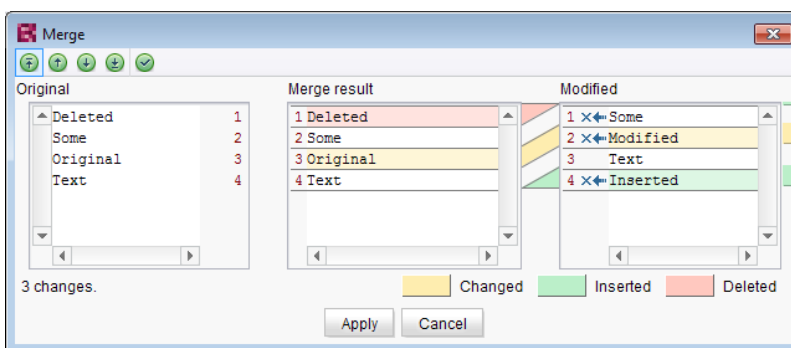 Merge
Original
Merge result
Modified
Deleted 1
Some 2
Original 3
Text 4
1 Deleted
2 Some
3 Original
4 Text
1 Some
2 Modified
3 Text
4 Inserted
3 changes.
Changed
Inserted
Deleted
Apply
Cancel